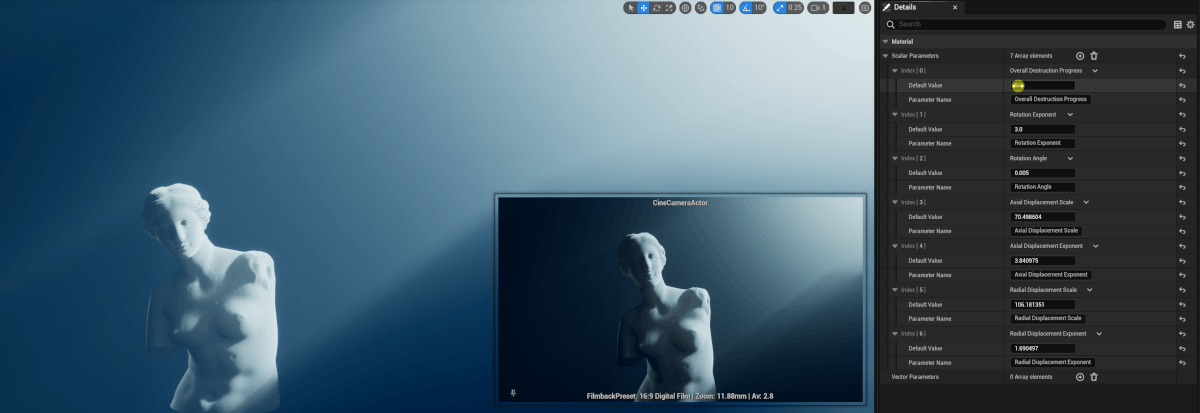 10
10°
0.25
1
Details
Search
Material
Scalar Parameters
7 Array elements
Index [ 0 ]
Overall Destruction Progress
Default Value
Parameter Name
Overall Destruction Progress
Index [ 1 ]
Rotation Exponent
Default Value
3.0
Parameter Name
Rotation Exponent
Index [ 2 ]
Rotation Angle
Default Value
0.005
Parameter Name
Rotation Angle
Index [ 3 ]
Axial Displacement Scale
Default Value
70.498604
Parameter Name
Axial Displacement Scale
Index [ 4 ]
Axial Displacement Exponent
Default Value
3.840975
Parameter Name
Axial Displacement Exponent
Index [ 5 ]
Radial Displacement Scale
Default Value
106.181351
Parameter Name
Radial Displacement Scale
Index [ 6 ]
Radial Displacement Exponent
Default Value
1.690497
Parameter Name
Radial Displacement Exponent
Vector Parameters
0 Array elements
CineCameraActor
FilmbackPreset: 16:9 Digital Film | Zoom: 11.88mm | Av: 2.8